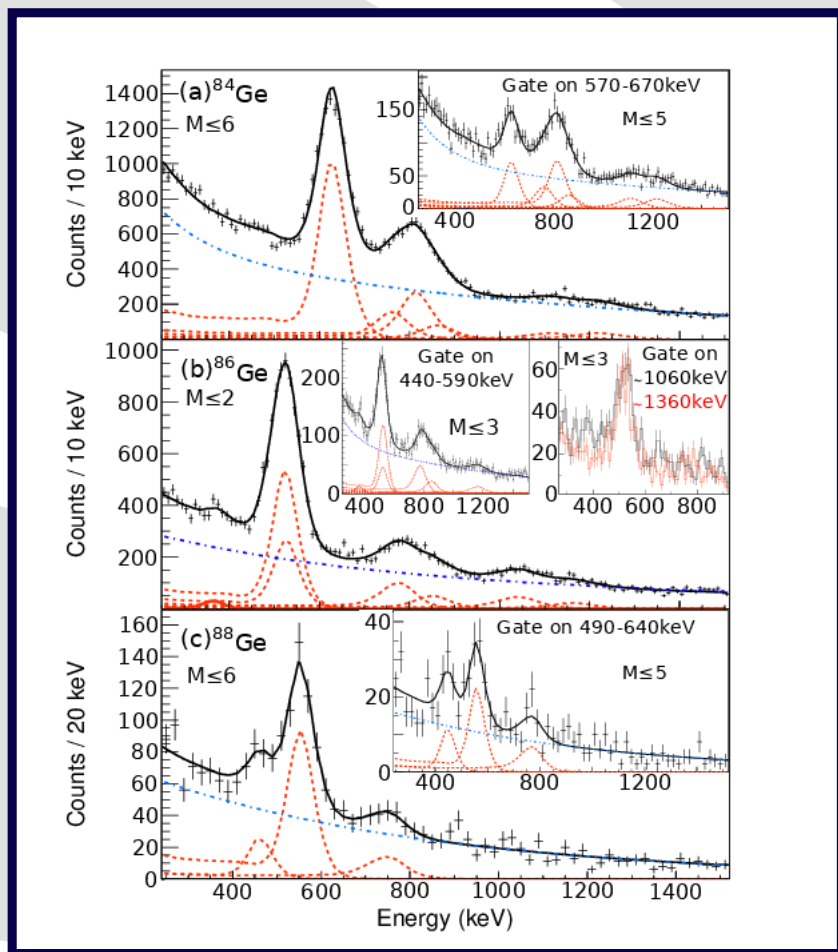 (a)⁸⁴Ge
M≤6
Gate on 570-670keV
M≤5
150
50
0
400 800 1200
1400
1200
1000
800
600
400
200
Counts / 10 keV
(b)⁸⁶Ge
M≤2
Gate on
440-590keV
M≤3
200
100
0
400 800 1200
M≤3 Gate on
~1060keV
~1360keV
60
40
20
0
400 600 800
1000
800
600
400
200
0
Counts / 10 keV
(c)⁸⁸Ge
M≤6
Gate on 490-640keV
M≤5
40
20
0
400 800 1200
160
140
120
100
80
60
40
20
0
Counts / 20 keV
400 600 800 1000 1200 1400
Energy (keV)